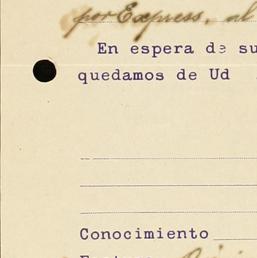 por Express, al
En espera de su
quedamos de Ud
Conocimiento